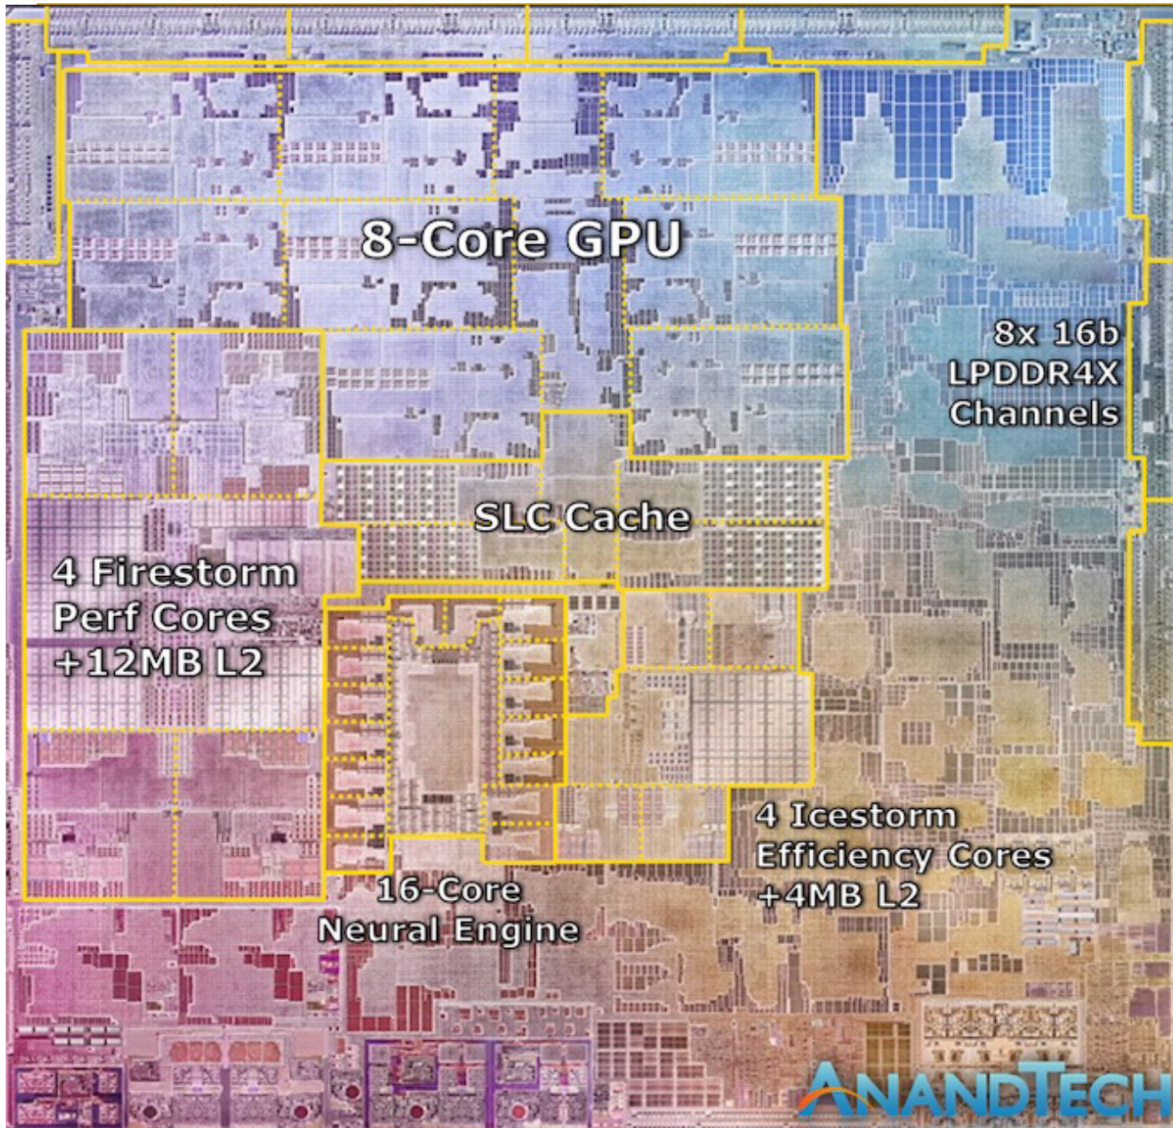 8-Core GPU
8x 16b
LPDDR4X
Channels
SLC Cache
4 Firestorm
Perf Cores
+12MB L2
4 Icestorm
Efficiency Cores
+4MB L2
16-Core
Neural Engine
ANANDTECH